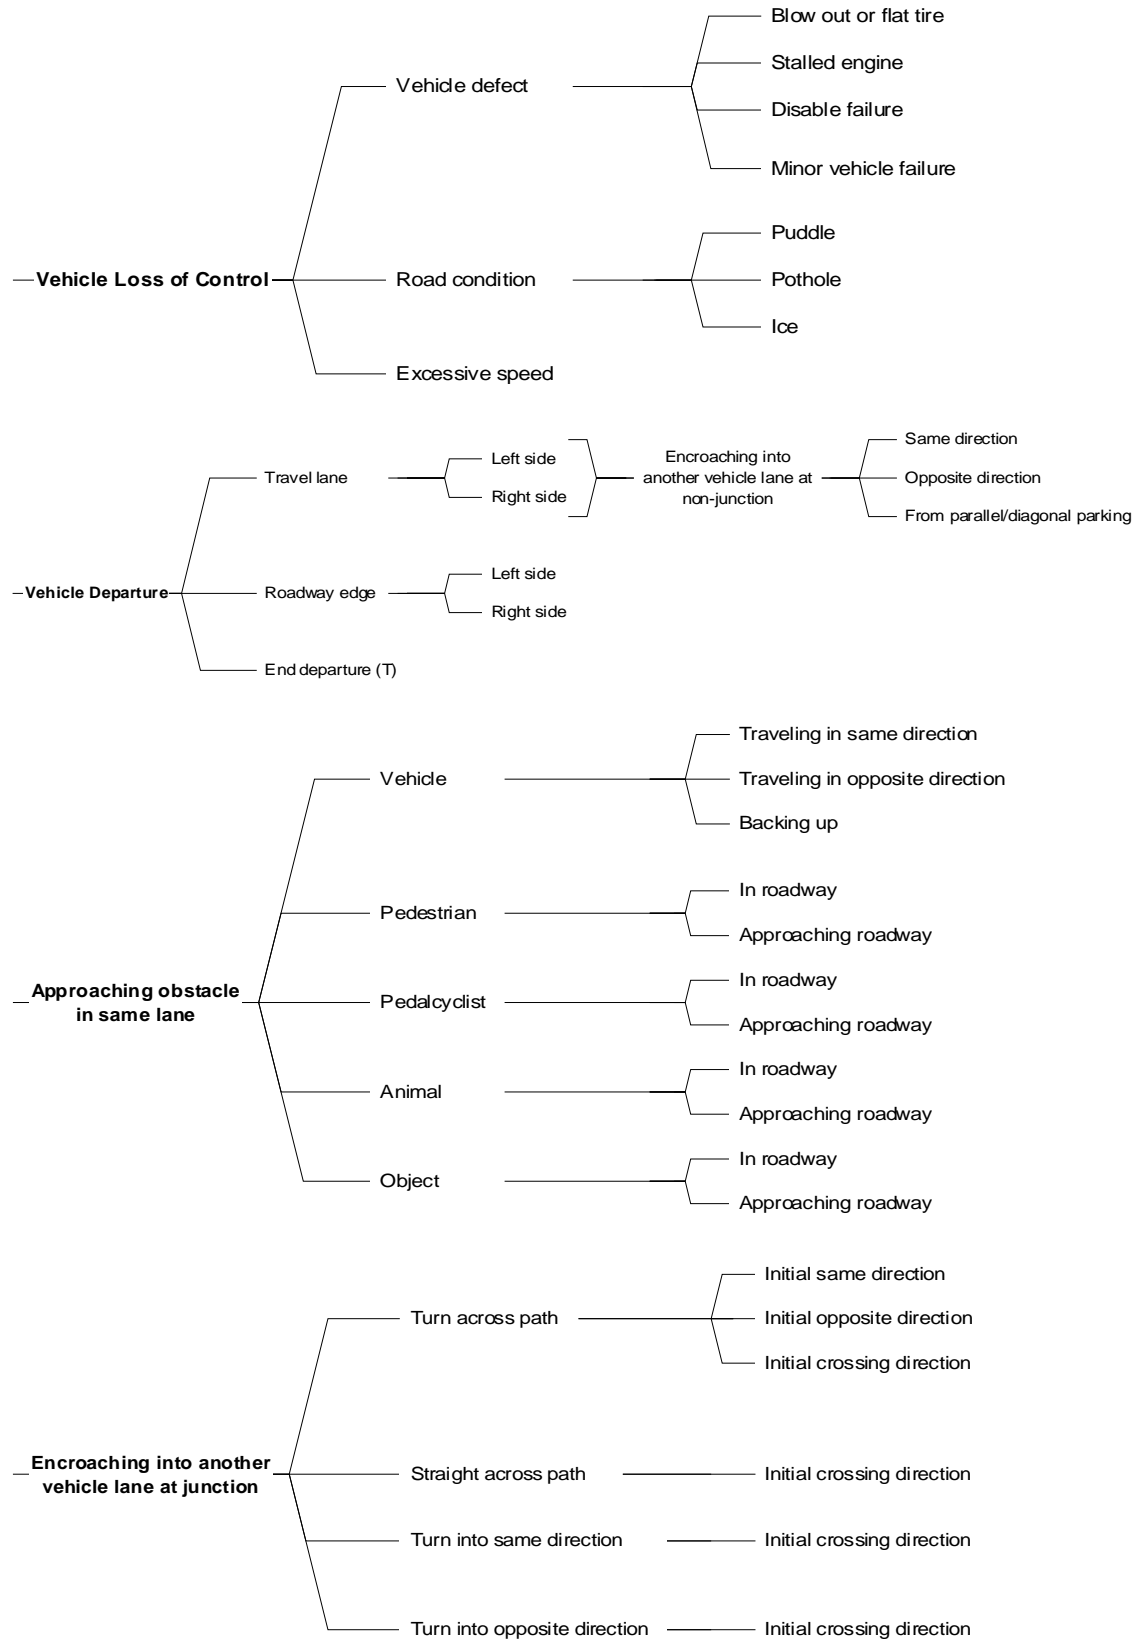 Blow out or flat tire
Stalled engine
Vehicle defect
Disable failure
Minor vehicle failure
Puddle
Vehicle Loss of Control
Road condition
Pothole
Ice
Excessive speed
Same direction
Left side
Encroaching into
another vehicle lane at
non-junction
Travel lane
Opposite direction
Right side
From parallel/diagonal parking
Left side
Vehicle Departure
Roadway edge
Right side
End departure (T)
Traveling in same direction
Vehicle
Traveling in opposite direction
Backing up
In roadway
Pedestrian
Approaching roadway
In roadway
Approaching obstacle
in same lane
Pedalcyclist
Approaching roadway
In roadway
Animal
Approaching roadway
In roadway
Object
Approaching roadway
Initial same direction
Turn across path
Initial opposite direction
Initial crossing direction
Encroaching into another
vehicle lane at junction
Straight across path
Initial crossing direction
Turn into same direction
Initial crossing direction
Turn into opposite direction
Initial crossing direction